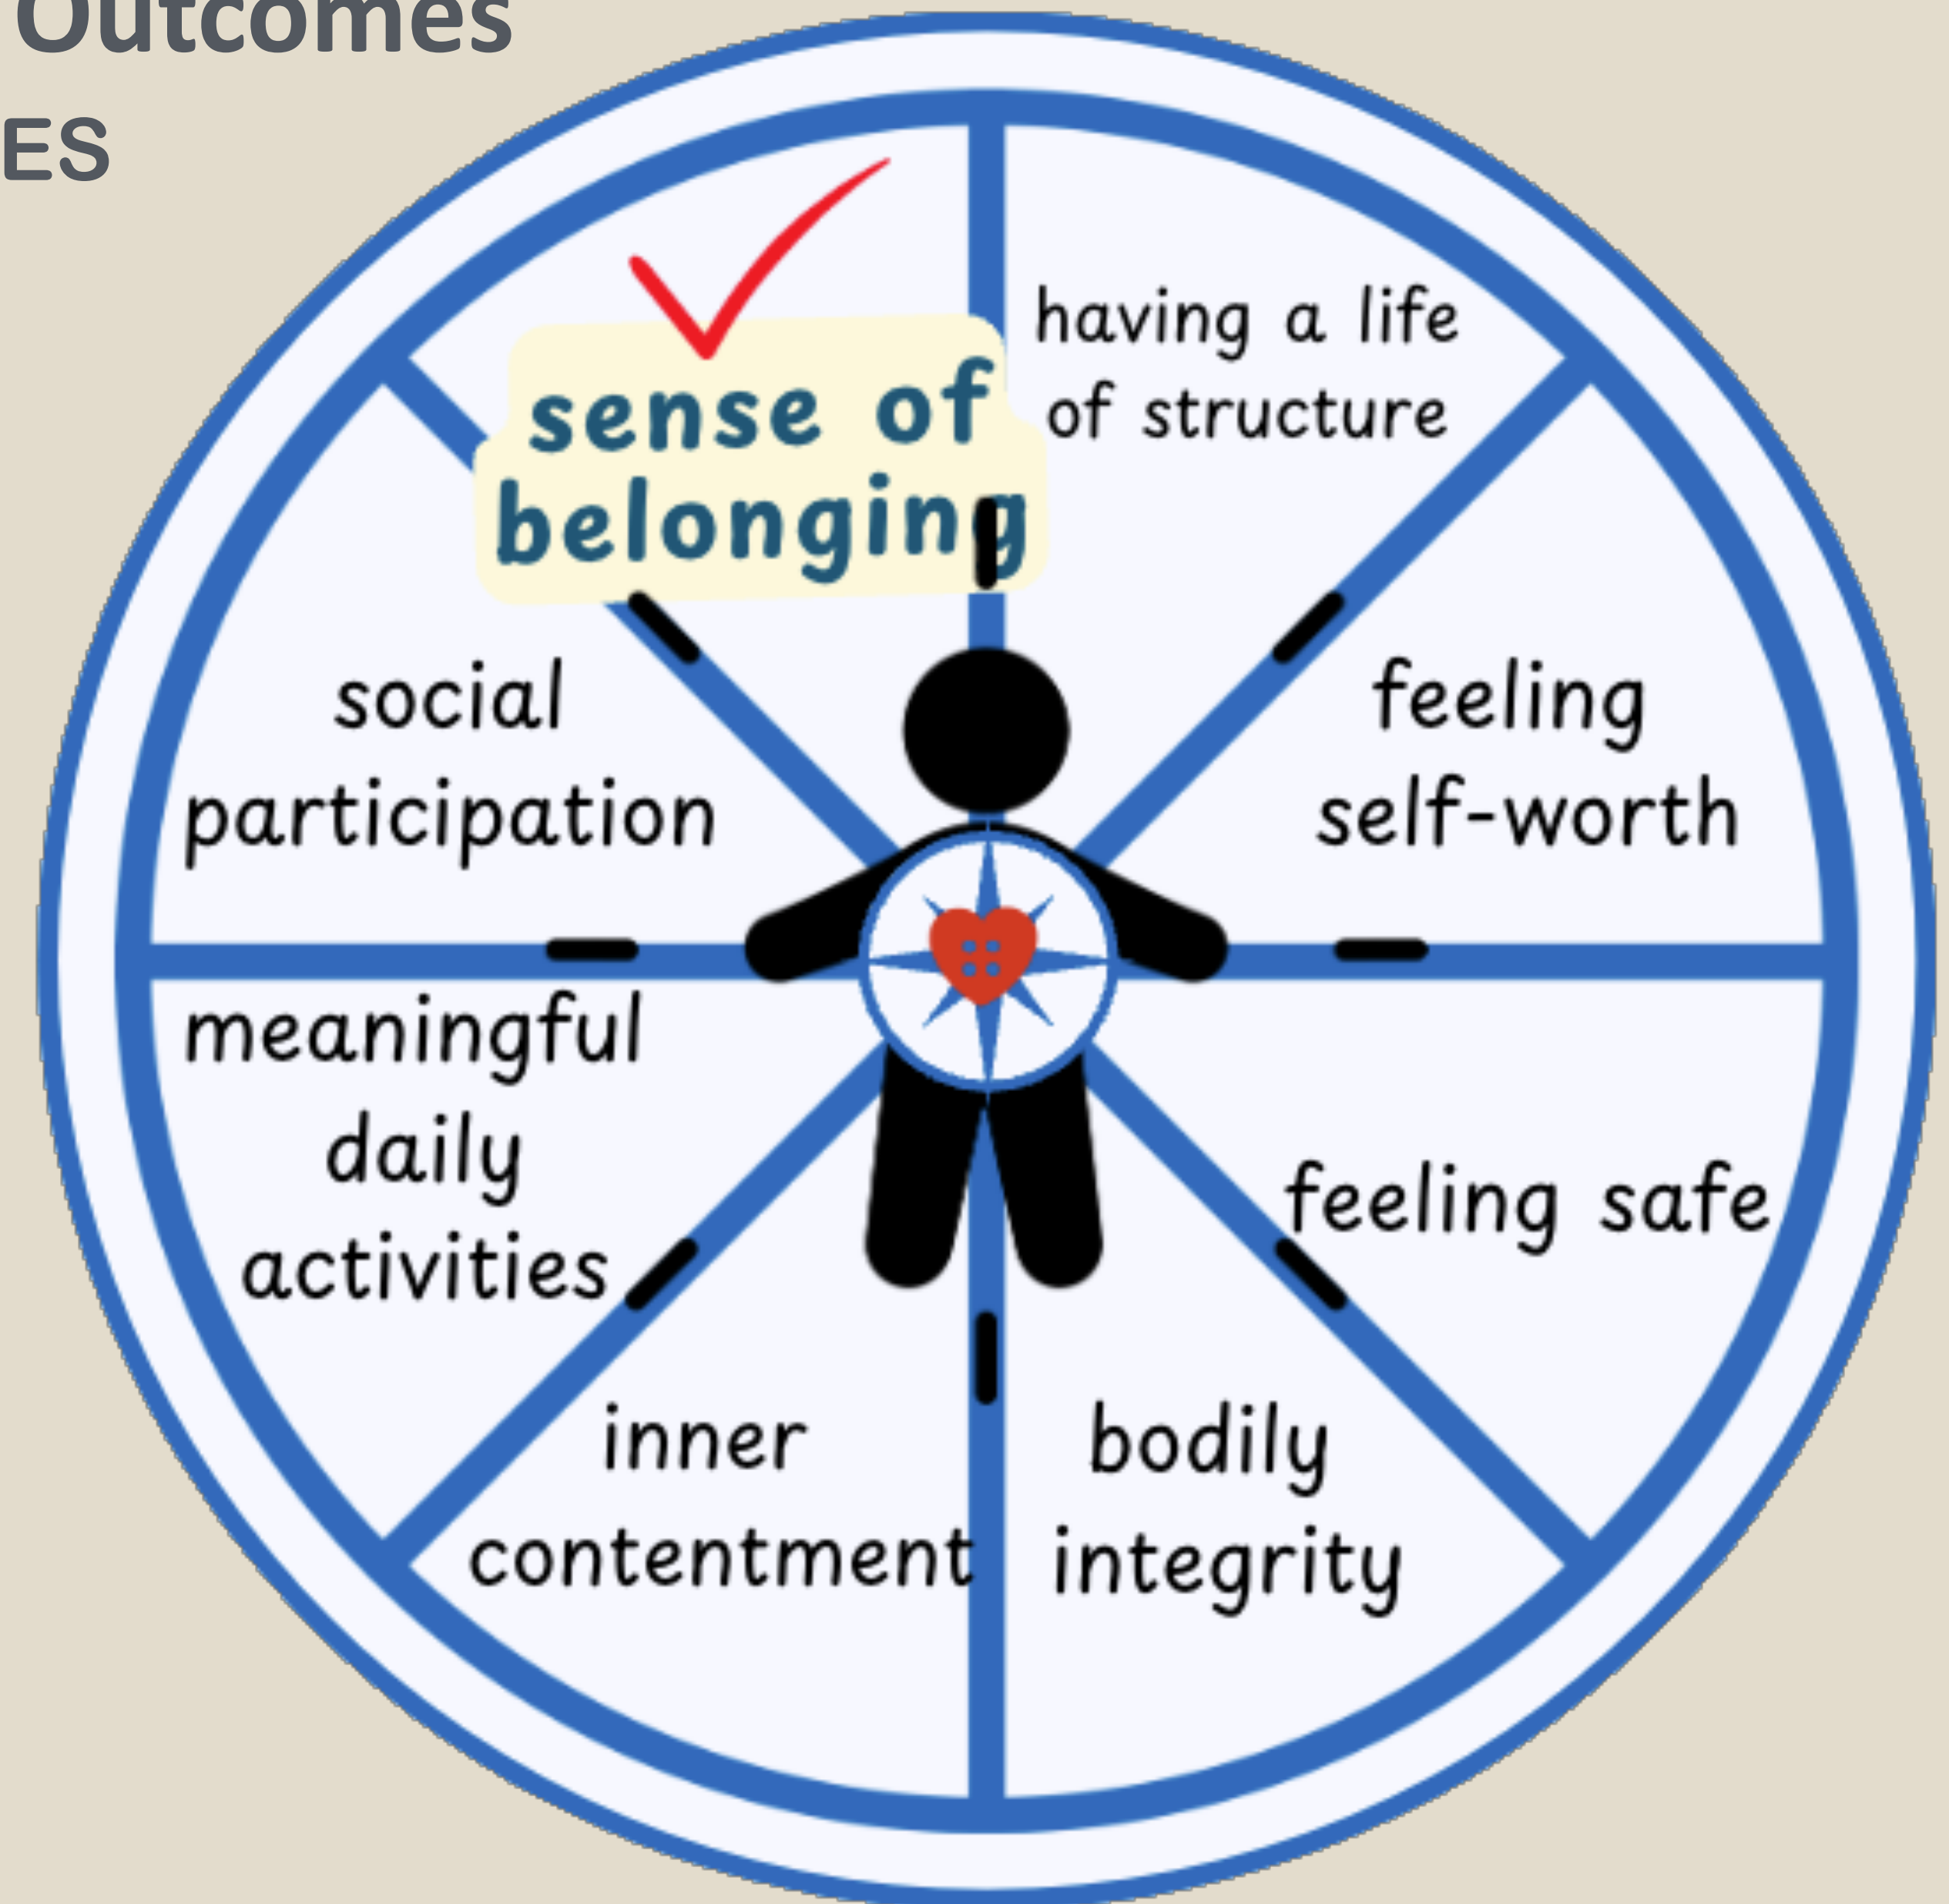 Outcomes
ES
sense of
belonging
having a life
of structure
feeling
self-worth
feeling safe
bodily
integrity
inner
contentment
meaningful
daily
activities
social
participation